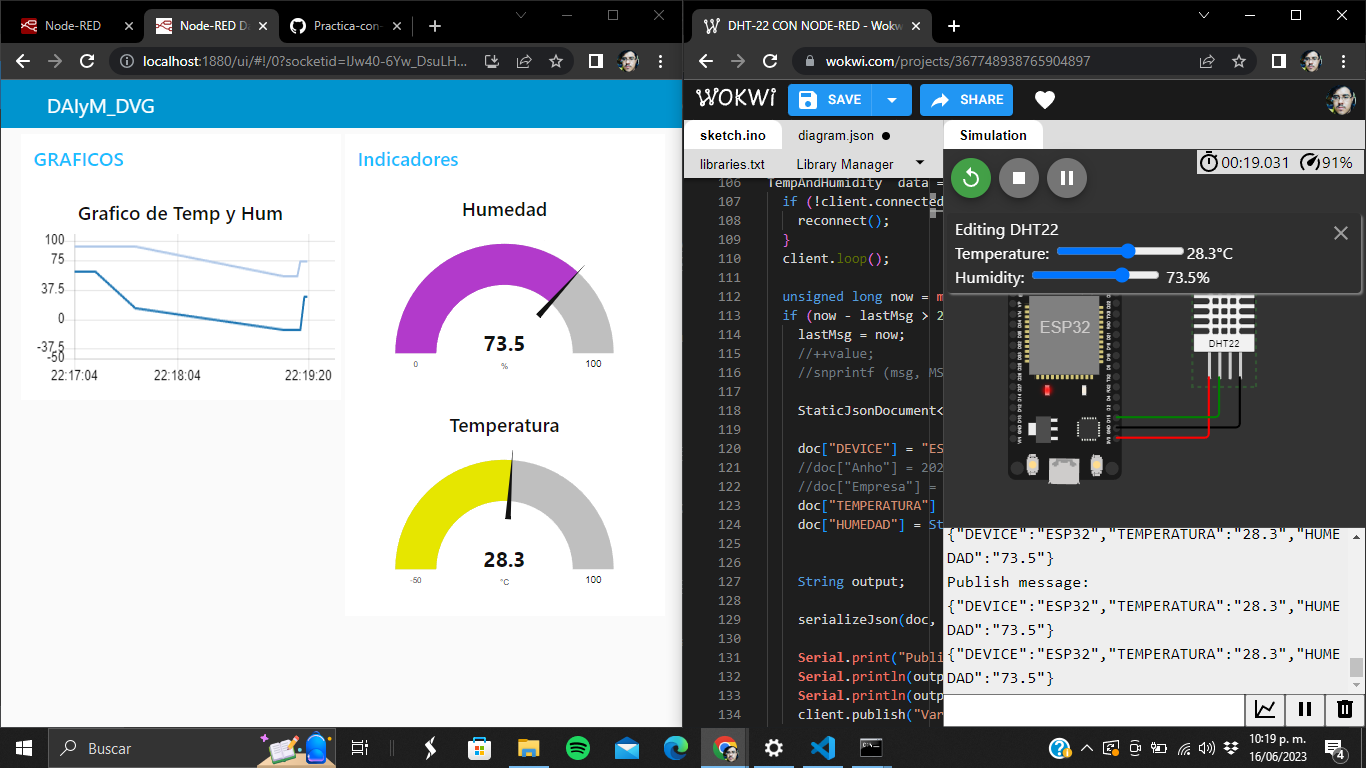 Node-RED
Node-RED D
Practica-con-
localhost:1880/ui/#!/0?socketid=IJw40-6Yw_DsuLH...
DAIyM_DVG
GRAFICOS
Grafico de Temp y Hum
100
75
37.5
0
-37.5
-50
22:17:04
22:18:04
22:19:20
Indicadores
Humedad
73.5
%
0
100
Temperatura
28.3
°C
-50
100
DHT-22 CON NODE-RED - Wokw
wokwi.com/projects/367748938765904897
WOKWi
SAVE
SHARE
sketch.ino
diagram.json ●
libraries.txt
Library Manager
106 TempAndHumidity data =
107 if (!client.connected
108 reconnect();
109 }
110 client.loop();
111
112 unsigned long now = m
113 if (now - lastMsg > 2
114 lastMsg = now;
115 //++value;
116 //snprintf (msg, MS
117
118 StaticJsonDocument<
119
120 doc["DEVICE"] = "ES
121 //doc["Anho"] = 202
122 //doc["Empresa"] =
123 doc["TEMPERATURA"]
124 doc["HUMEDAD"] = St
125
126
127 String output;
128
129 serializeJson(doc,
130
131 Serial.print("Publi
132 Serial.println(outp
133 Serial.println(outp
134 client.publish("Var
Simulation
00:19.031
91%
Editing DHT22
Temperature:
28.3°C
Humidity:
73.5%
ESP32
DHT22
{"DEVICE":"ESP32","TEMPERATURA":"28.3","HUME
DAD":"73.5"}
Publish message:
{"DEVICE":"ESP32","TEMPERATURA":"28.3","HUME
DAD":"73.5"}
{"DEVICE":"ESP32","TEMPERATURA":"28.3","HUME
DAD":"73.5"}
Buscar
10:19 p. m.
16/06/2023
4